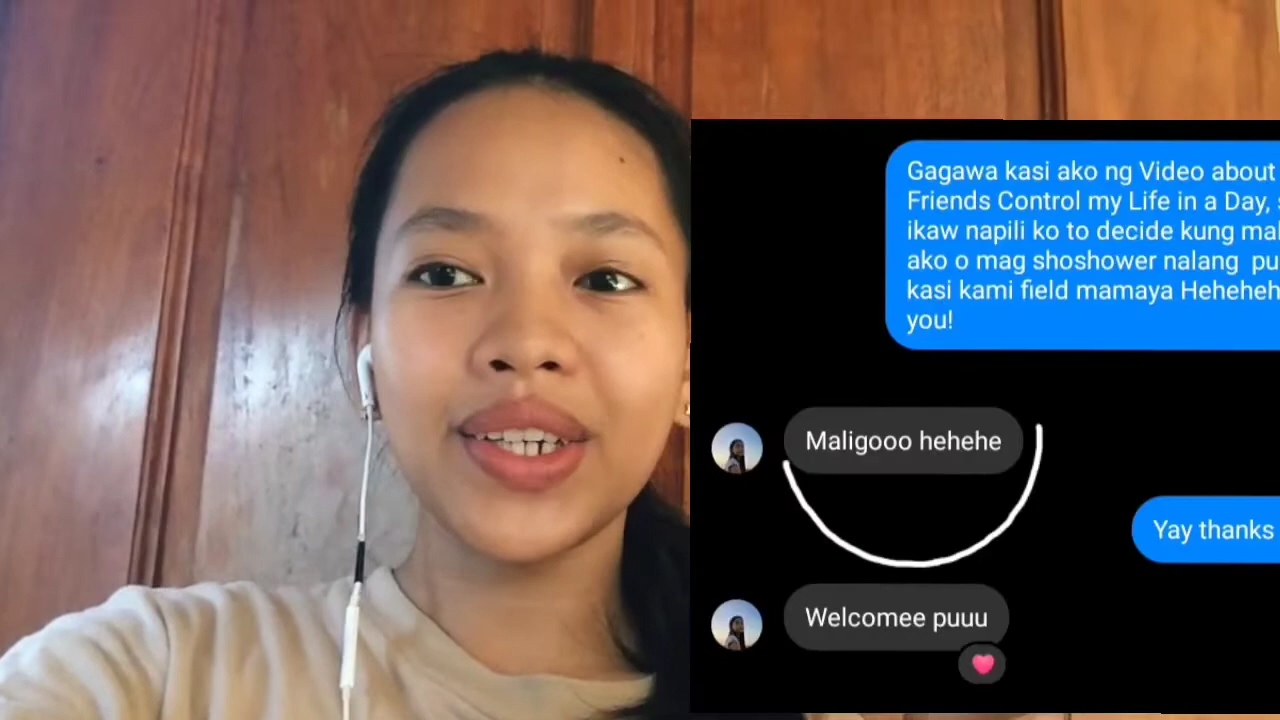 Gagawa kasi ako ng Video about
Friends Control my Life in a Day,
ikaw napili ko to decide kung
ako o mag shoshower nalang
kasi kami field mamaya Heheheh
you!
Maligooo hehehe
Yay thanks
Welcomee puuu